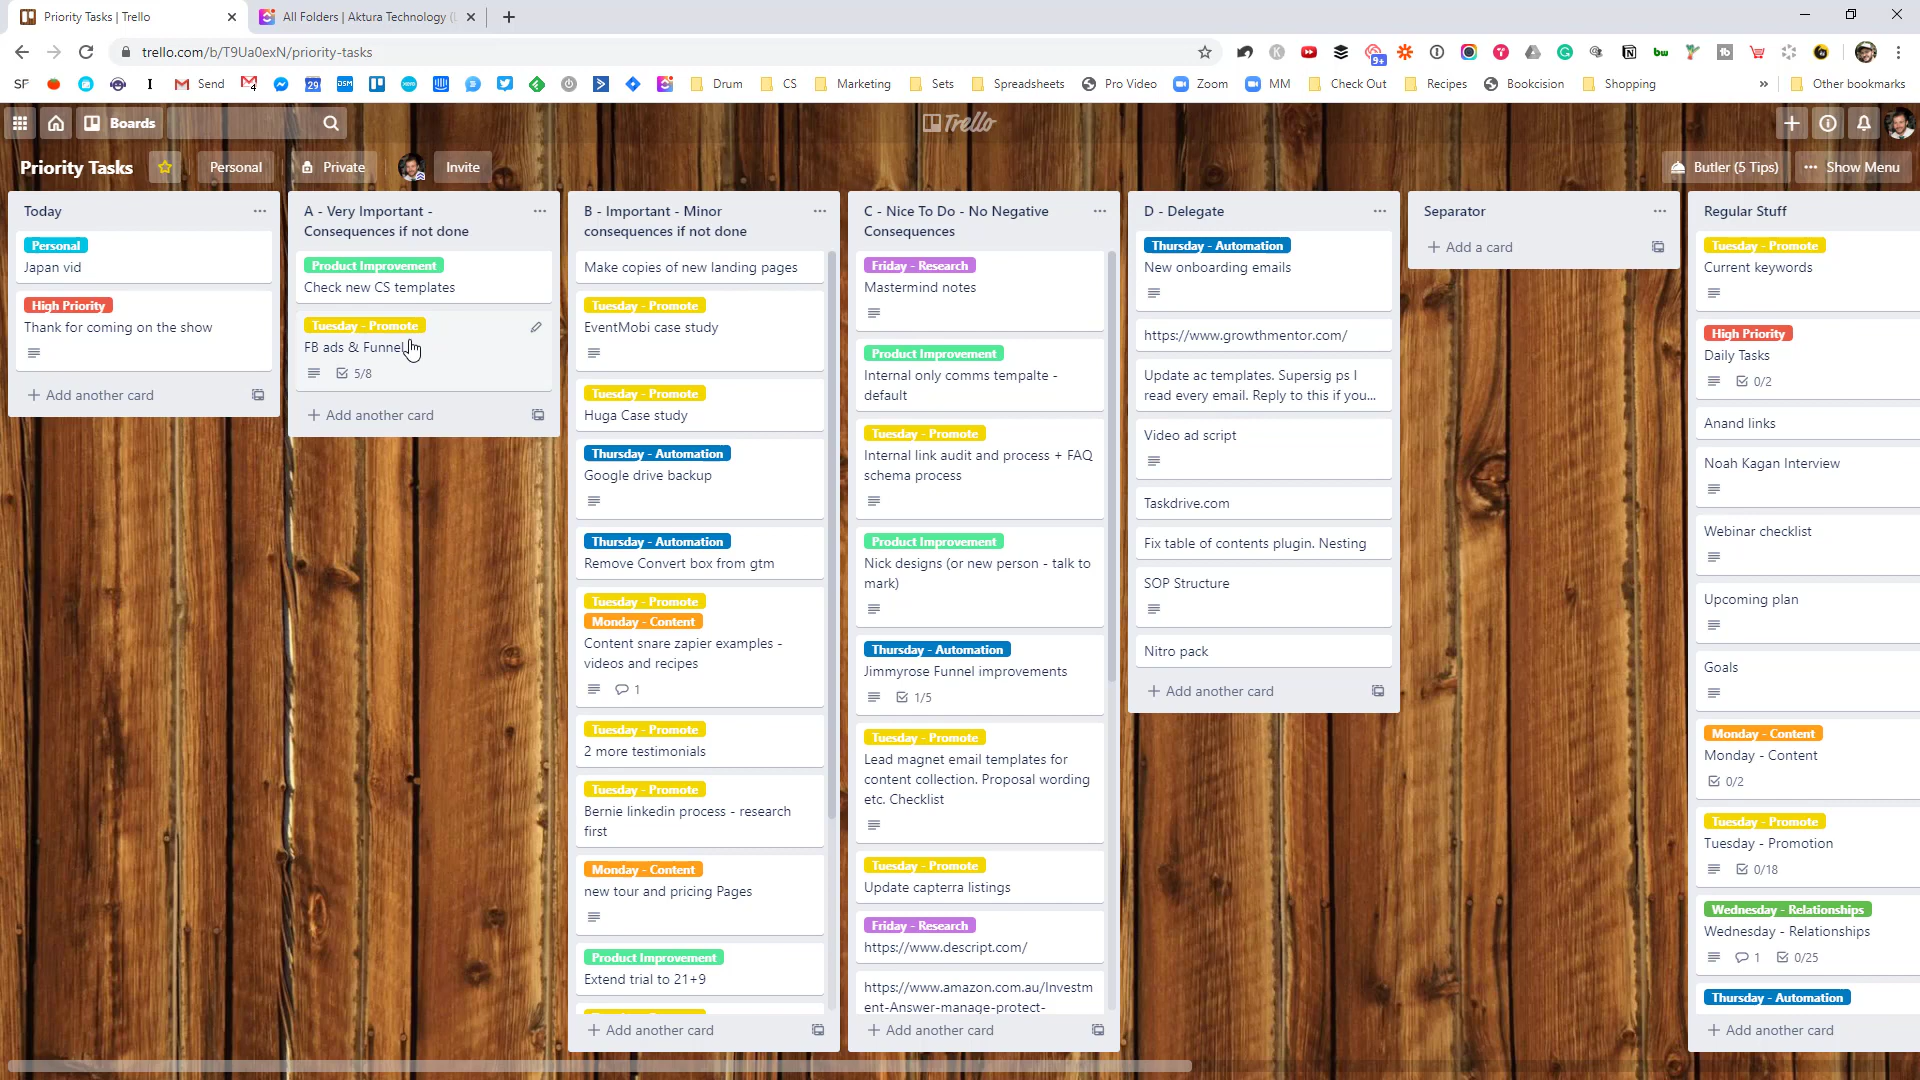 Priority Tasks | Trello
All Folders | Aktura Technology (
trello.com/b/T9Ua0exN/priority-tasks
SF
Send
Drum
CS
Marketing
Sets
Spreadsheets
Pro Video
Zoom
MM
Check Out
Recipes
Bookcision
Shopping
Other bookmarks
Boards
Trello
Priority Tasks
Personal
Private
Invite
Butler (5 Tips)
Show Menu
Today
Personal
Japan vid
High Priority
Thank for coming on the show
Add another card
A - Very Important -
Consequences if not done
Product Improvement
Check new CS templates
Tuesday - Promote
FB ads & Funnel
5/8
Add another card
B - Important - Minor
consequences if not done
Make copies of new landing pages
Tuesday - Promote
EventMobi case study
Tuesday - Promote
Huga Case study
Thursday - Automation
Google drive backup
Thursday - Automation
Remove Convert box from gtm
Tuesday - Promote
Monday - Content
Content snare zapier examples -
videos and recipes
1
Tuesday - Promote
2 more testimonials
Tuesday - Promote
Bernie linkedin process - research
first
Monday - Content
new tour and pricing Pages
Product Improvement
Extend trial to 21+9
Add another card
C - Nice To Do - No Negative
Consequences
Friday - Research
Mastermind notes
Product Improvement
Internal only comms tempalte -
default
Tuesday - Promote
Internal link audit and process + FAQ
schema process
Product Improvement
Nick designs (or new person - talk to
mark)
Thursday - Automation
Jimmyrose Funnel improvements
1/5
Tuesday - Promote
Lead magnet email templates for
content collection. Proposal wording
etc. Checklist
Tuesday - Promote
Update capterra listings
Friday - Research
https://www.descript.com/
https://www.amazon.com.au/Investm
ent-Answer-manage-protect-
Add another card
D - Delegate
Thursday - Automation
New onboarding emails
https://www.growthmentor.com/
Update ac templates. Supersig ps I
read every email. Reply to this if you...
Video ad script
Taskdrive.com
Fix table of contents plugin. Nesting
SOP Structure
Nitro pack
Add another card
Separator
Add a card
Regular Stuff
Tuesday - Promote
Current keywords
High Priority
Daily Tasks
0/2
Anand links
Noah Kagan Interview
Webinar checklist
Upcoming plan
Goals
Monday - Content
Monday - Content
0/2
Tuesday - Promote
Tuesday - Promotion
0/18
Wednesday - Relationships
Wednesday - Relationships
1
0/25
Thursday - Automation
Add another card